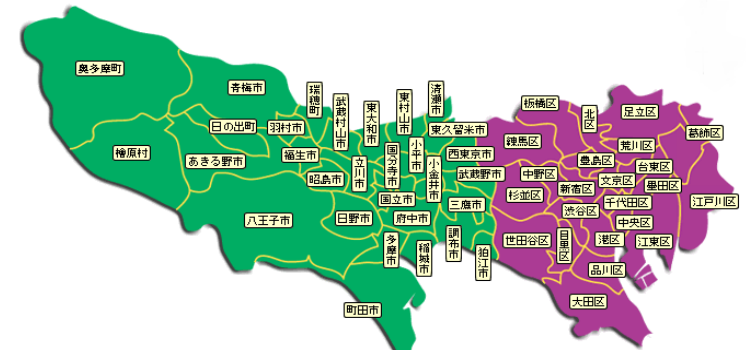 奥多摩町
青梅市
瑞穂町
武蔵村山市
東大和市
東村山市
清瀬市
檜原村
日の出町
あきる野市
羽村市
福生市
昭島市
立川市
国分寺市
小平市
小金井市
東久留米市
西東京市
武蔵野市
国立市
三鷹市
八王子市
日野市
府中市
多摩市
稲城市
調布市
狛江市
町田市
板橋区
北区
足立区
葛飾区
練馬区
荒川区
豊島区
台東区
中野区
文京区
墨田区
杉並区
新宿区
千代田区
江戸川区
渋谷区
中央区
世田谷区
目黒区
港区
江東区
品川区
大田区